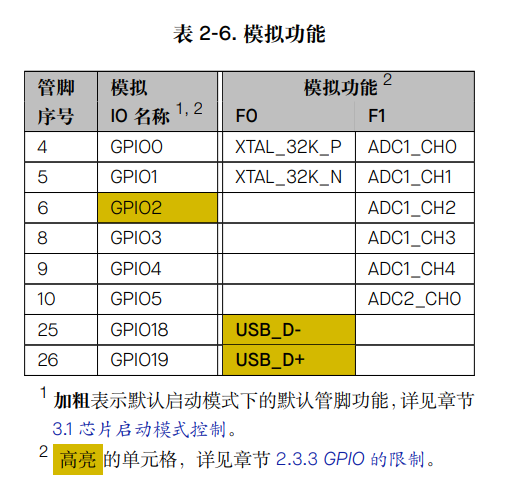 表 2-6. 模拟功能
管脚 模拟 模拟功能 2
序号 IO 名称 1, 2 F0 F1
4 GPIO0 XTAL_32K_P ADC1_CH0
5 GPIO1 XTAL_32K_N ADC1_CH1
6 GPIO2 ADC1_CH2
8 GPIO3 ADC1_CH3
9 GPIO4 ADC1_CH4
10 GPIO5 ADC2_CH0
25 GPIO18 USB_D-
26 GPIO19 USB_D+
1 加粗表示默认启动模式下的默认管脚功能，详见章节
3.1 芯片启动模式控制。
2 高亮 的单元格，详见章节 2.3.3 GPIO 的限制。